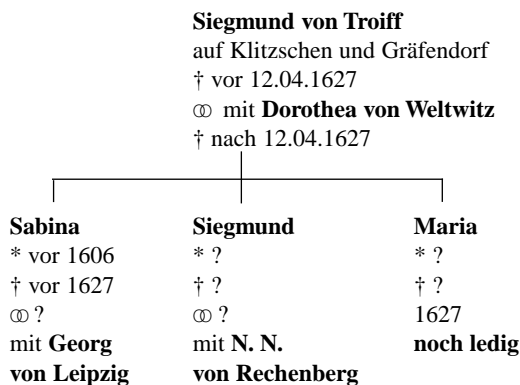 Siegmund von Troiff
auf Klitzschen und Gräfendorf
† vor 12.04.1627
⚭ mit Dorothea von Weltwitz
† nach 12.04.1627
Sabina
* vor 1606
† vor 1627
⚭ ?
mit Georg
von Leipzig
Siegmund
* ?
† ?
⚭ ?
mit N. N.
von Rechenberg
Maria
* ?
† ?
1627
noch ledig